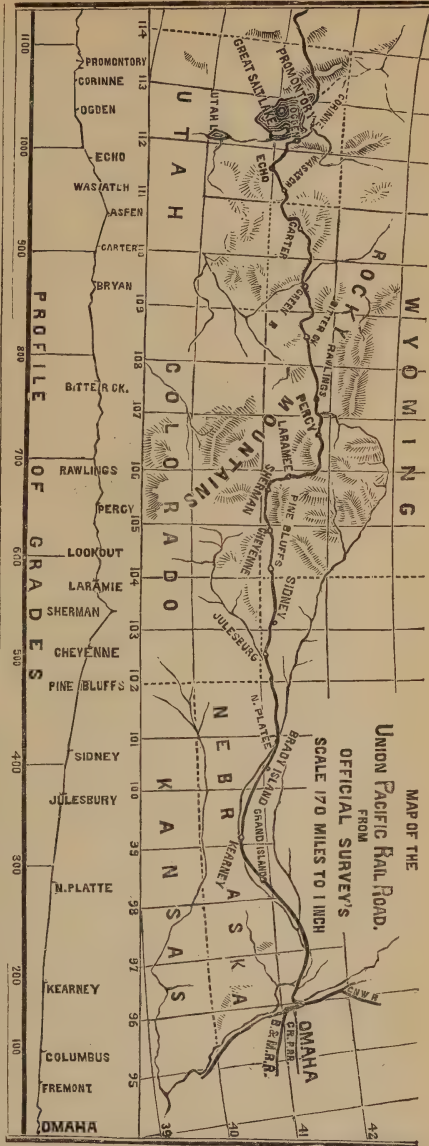 MAP OF THE
UNION PACIFIC RAIL ROAD.
FROM
OFFICIAL SURVEY'S
SCALE 170 MILES TO 1 INCH
WYOMING
ROCKY MOUNTAINS
UTAH
COLORADO
NEBRASKA
KANSAS
PROMONTORY
GREAT SALT LAKE
OGDEN
CORINNE
UTAH L.
WASATCH
ECHO
CARTER
GREEN R
BITTER CK.
RAWLINGS
PERCY
LARAMEE
SHERMAN
PINE BLUFFS
CHEYENNE
SIDNEY
JULESBURG
N. PLATEE
BRADY ISLAND
GRAND ISLAND
KEARNEY
OMAHA
C.N.W.R
C.R.I.P.RR.
B.& M.R.R.
42
41
40
39
114
113
112
111
110
109
108
107
106
105
104
103
102
101
100
99
98
97
96
95
PROMONTORY
CORINNE
OGDEN
ECHO
WASATCH
ASPEN
CARTER
BRYAN
BITTER CK.
RAWLINGS
PERCY
LOOKOUT
LARAMIE
SHERMAN
CHEYENNE
PINE BLUFFS
SIDNEY
JULESBURY
N.PLATTE
KEARNEY
COLUMBUS
FREMONT
OMAHA
PROFILE OF GRADES
1100
1000
900
800
700
600
500
400
300
200
100